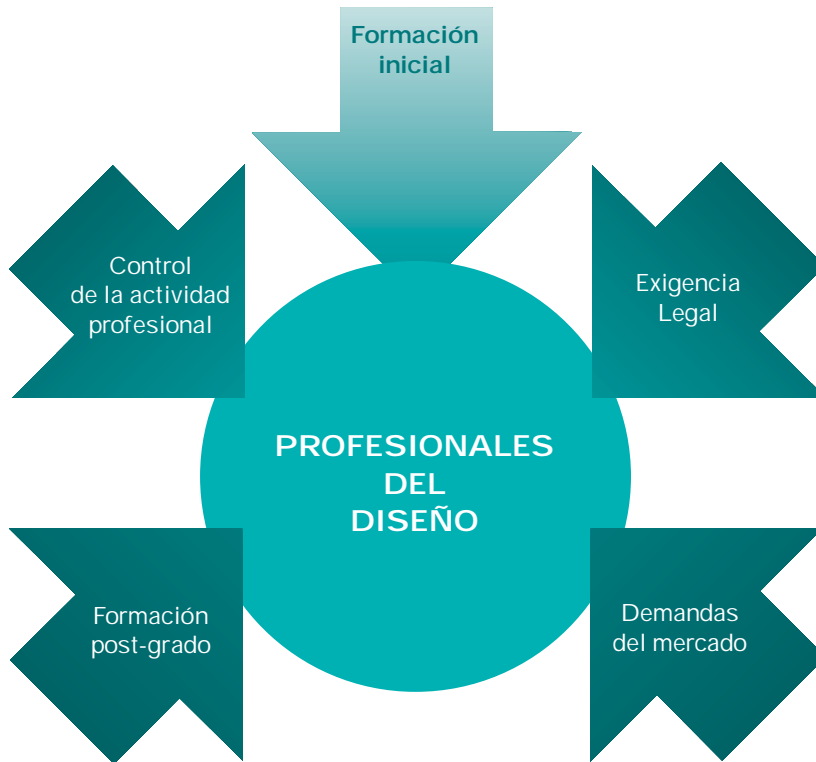 Formación
inicial
Control
de la actividad
profesional
Exigencia
Legal
PROFESIONALES
DEL
DISEÑO
Formación
post-grado
Demandas
del mercado